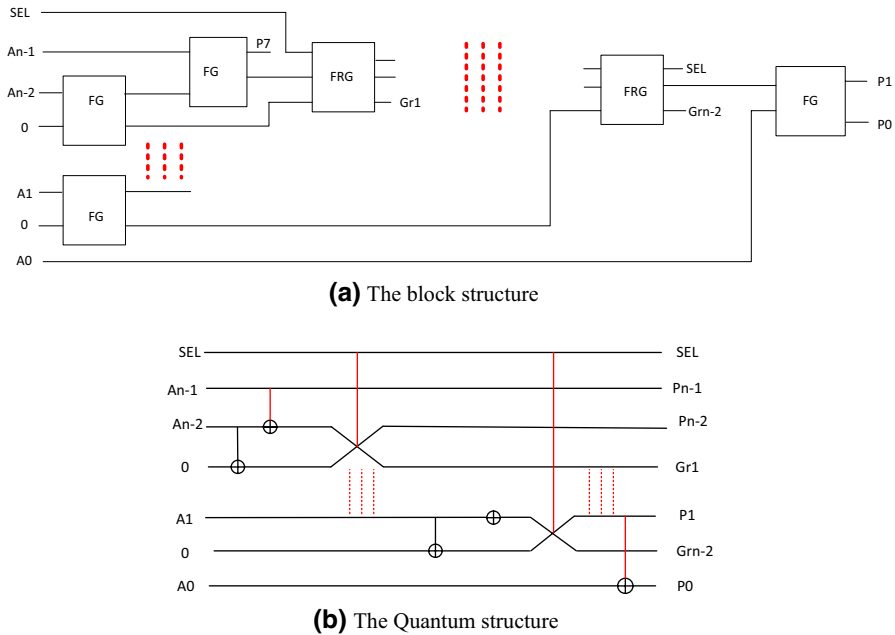 SEL
An-1
P7
FG
FRG
SEL
An-2
FG
FRG
FG
P1
Gr1
Grn-2
0
P0
A1
FG
0
A0
(a) The block structure
SEL
SEL
An-1
Pn-1
An-2
Pn-2
0
Gr1
A1
P1
0
Grn-2
A0
P0
(b) The Quantum structure